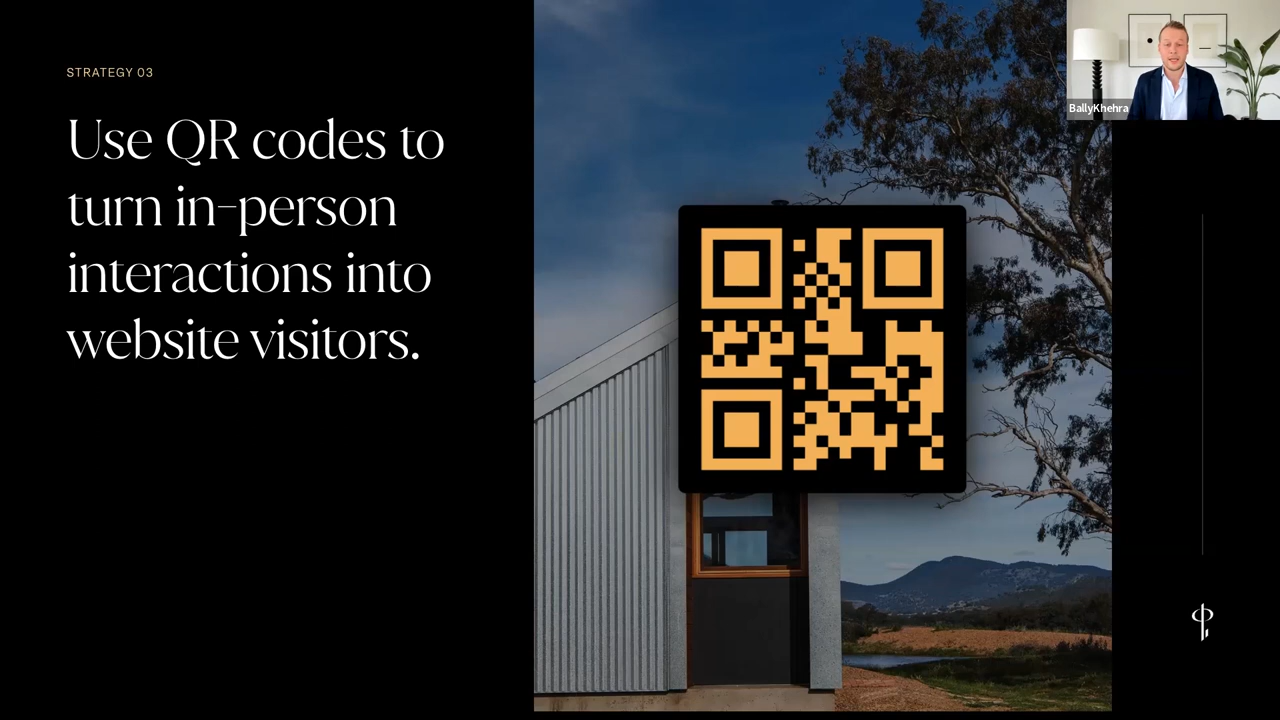 STRATEGY 03
Use QR codes to
turn in-person
interactions into
website visitors.
BallyKhehra